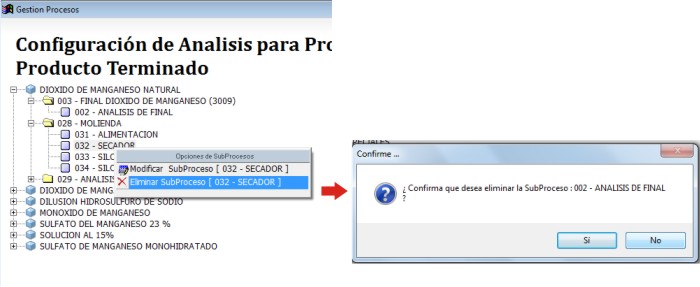 Gestion Procesos
Configuración de Analisis para Pro
Producto Terminado
DIOXIDO DE MANGANESO NATURAL
003 - FINAL DIOXIDO DE MANGANESO (3009)
002 - ANALISIS DE FINAL
028 - MOLIENDA
031 - ALIMENTACION
032 - SECADOR
033 - SILO
034 - SILO
029 - ANALISIS
Opciones de SubProcesos
Modificar SubProceso [ 032 - SECADOR ]
Eliminar SubProceso [ 032 - SECADOR ]
DIOXIDO DE MANG
DILUSION HIDROSULFURO DE SODIO
MONOXIDO DE MANGANESO
SULFATO DEL MANGANESO 23 %
SOLUCION AL 15%
SULFATO DE MANGANESO MONOHIDRATADO
Confirme ...
¿ Confirma que desea eliminar la SubProceso : 002 - ANALISIS DE FINAL
?
Sí
No